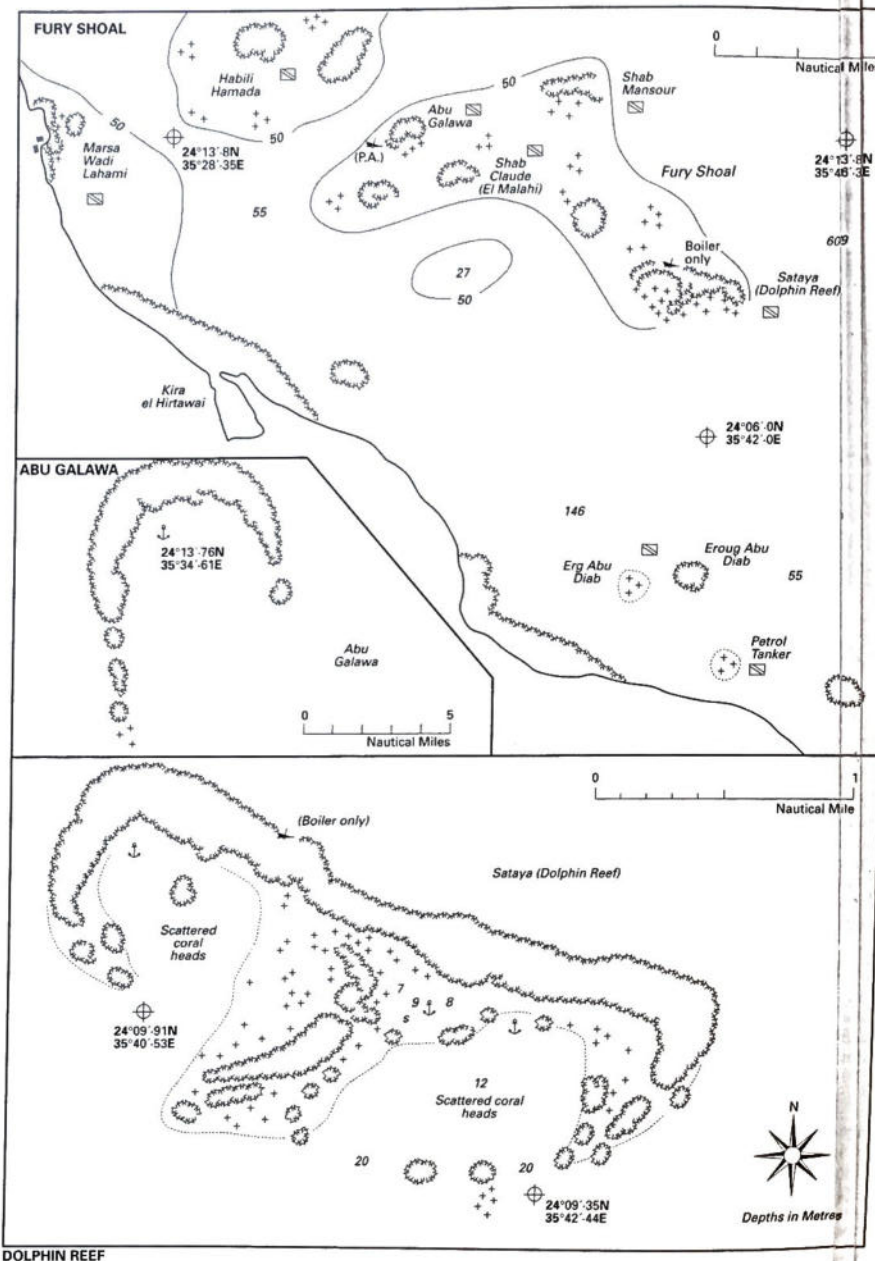 FURY SHOAL
0
Nautical Mile
Habili
Hamada
50
50
50
Marsa
Wadi
Lahami
24°13´·8N
35°28´·35E
Abu
Galawa
(P.A.)
Shab
Mansour
Shab
Claude
(El Malahi)
Fury Shoal
24°13´·8N
35°46´·3E
55
27
50
609
Boiler
only
Sataya
(Dolphin Reef)
Kira
el Hirtawai
24°06´·0N
35°42´·0E
146
Erg Abu
Diab
Eroug Abu
Diab
55
Petrol
Tanker
ABU GALAWA
24°13´·76N
35°34´·61E
Abu
Galawa
0 5
Nautical Miles
0 1
Nautical Mile
(Boiler only)
Sataya (Dolphin Reef)
Scattered
coral
heads
7
9 8
s
24°09´·91N
35°40´·53E
12
Scattered coral
heads
20
20
24°09´·35N
35°42´·44E
N
Depths in Metres
DOLPHIN REEF